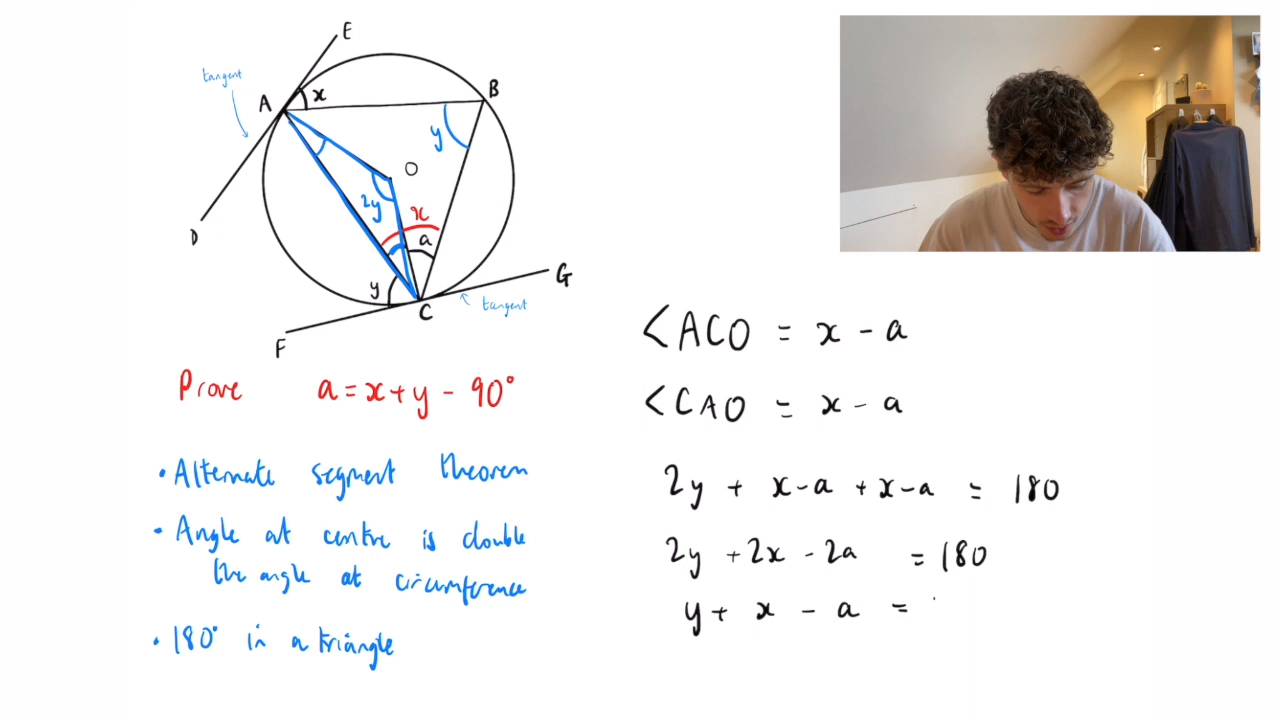 E
tangent
A
x
B
y
O
2y
x
a
D
y
G
C
tangent
F
Prove a = x + y - 90°
• Alternate segment theorem
• Angle at centre is double
the angle at circumference
• 180° in a triangle
<ACO = x - a
<CAO = x - a
2y + x - a + x - a = 180
2y + 2x - 2a = 180
y + x - a =